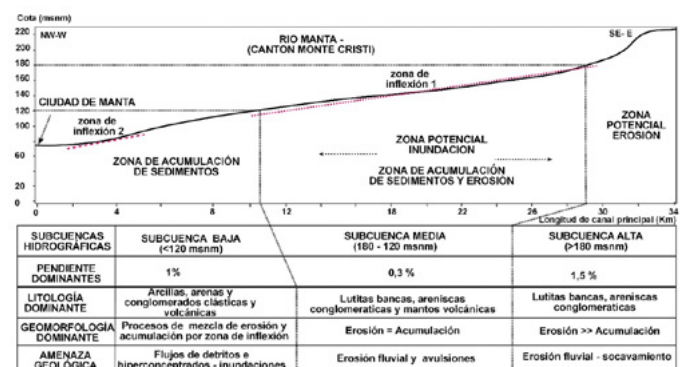 Cota (msnm)
220 NW-W
RIO MANTA -
(CANTON MONTE CRISTI)
SE- E
200
180
160
140
120
100
80
60
20
0
zona de
inflexión 1
CIUDAD DE MANTA
zona de
inflexión 2
ZONA DE ACUMULACIÓN
DE SEDIMENTOS
ZONA POTENCIAL
INUNDACION
ZONA DE ACUMULACIÓN
DE SEDIMENTOS Y EROSIÓN
ZONA
POTENCIAL
EROSIÓN
0 4 8 12 18 22 26 30 34
Longitud de canal principal (Km)
SUBCUENCAS
HIDROGRÁFICAS
SUBCUENCA BAJA
(<120 msnm)
SUBCUENCA MEDIA
(180 - 120 msnm)
SUBCUENCA ALTA
(>180 msnm)
PENDIENTE
DOMINANTES
1%
0,3 %
1,5 %
LITOLOGÍA
DOMINANTE
Arcillas, arenas y
conglomerados clásticas y
volcánicas
Lutitas bancas, areniscas
conglomeraticas y mantos volcánicas
Lutitas bancas, areniscas
conglomeraticas
GEOMORFOLOGÍA
DOMINANTE
Procesos de mezcla de erosión y
acumulación por zona de inflexión
Erosión = Acumulación
Erosión >> Acumulación
AMENAZA
GEOLÓGICA
Flujos de detritos e
hiperconcentrados - inundaciones
Erosión fluvial y avulsiones
Erosión fluvial - socavamiento